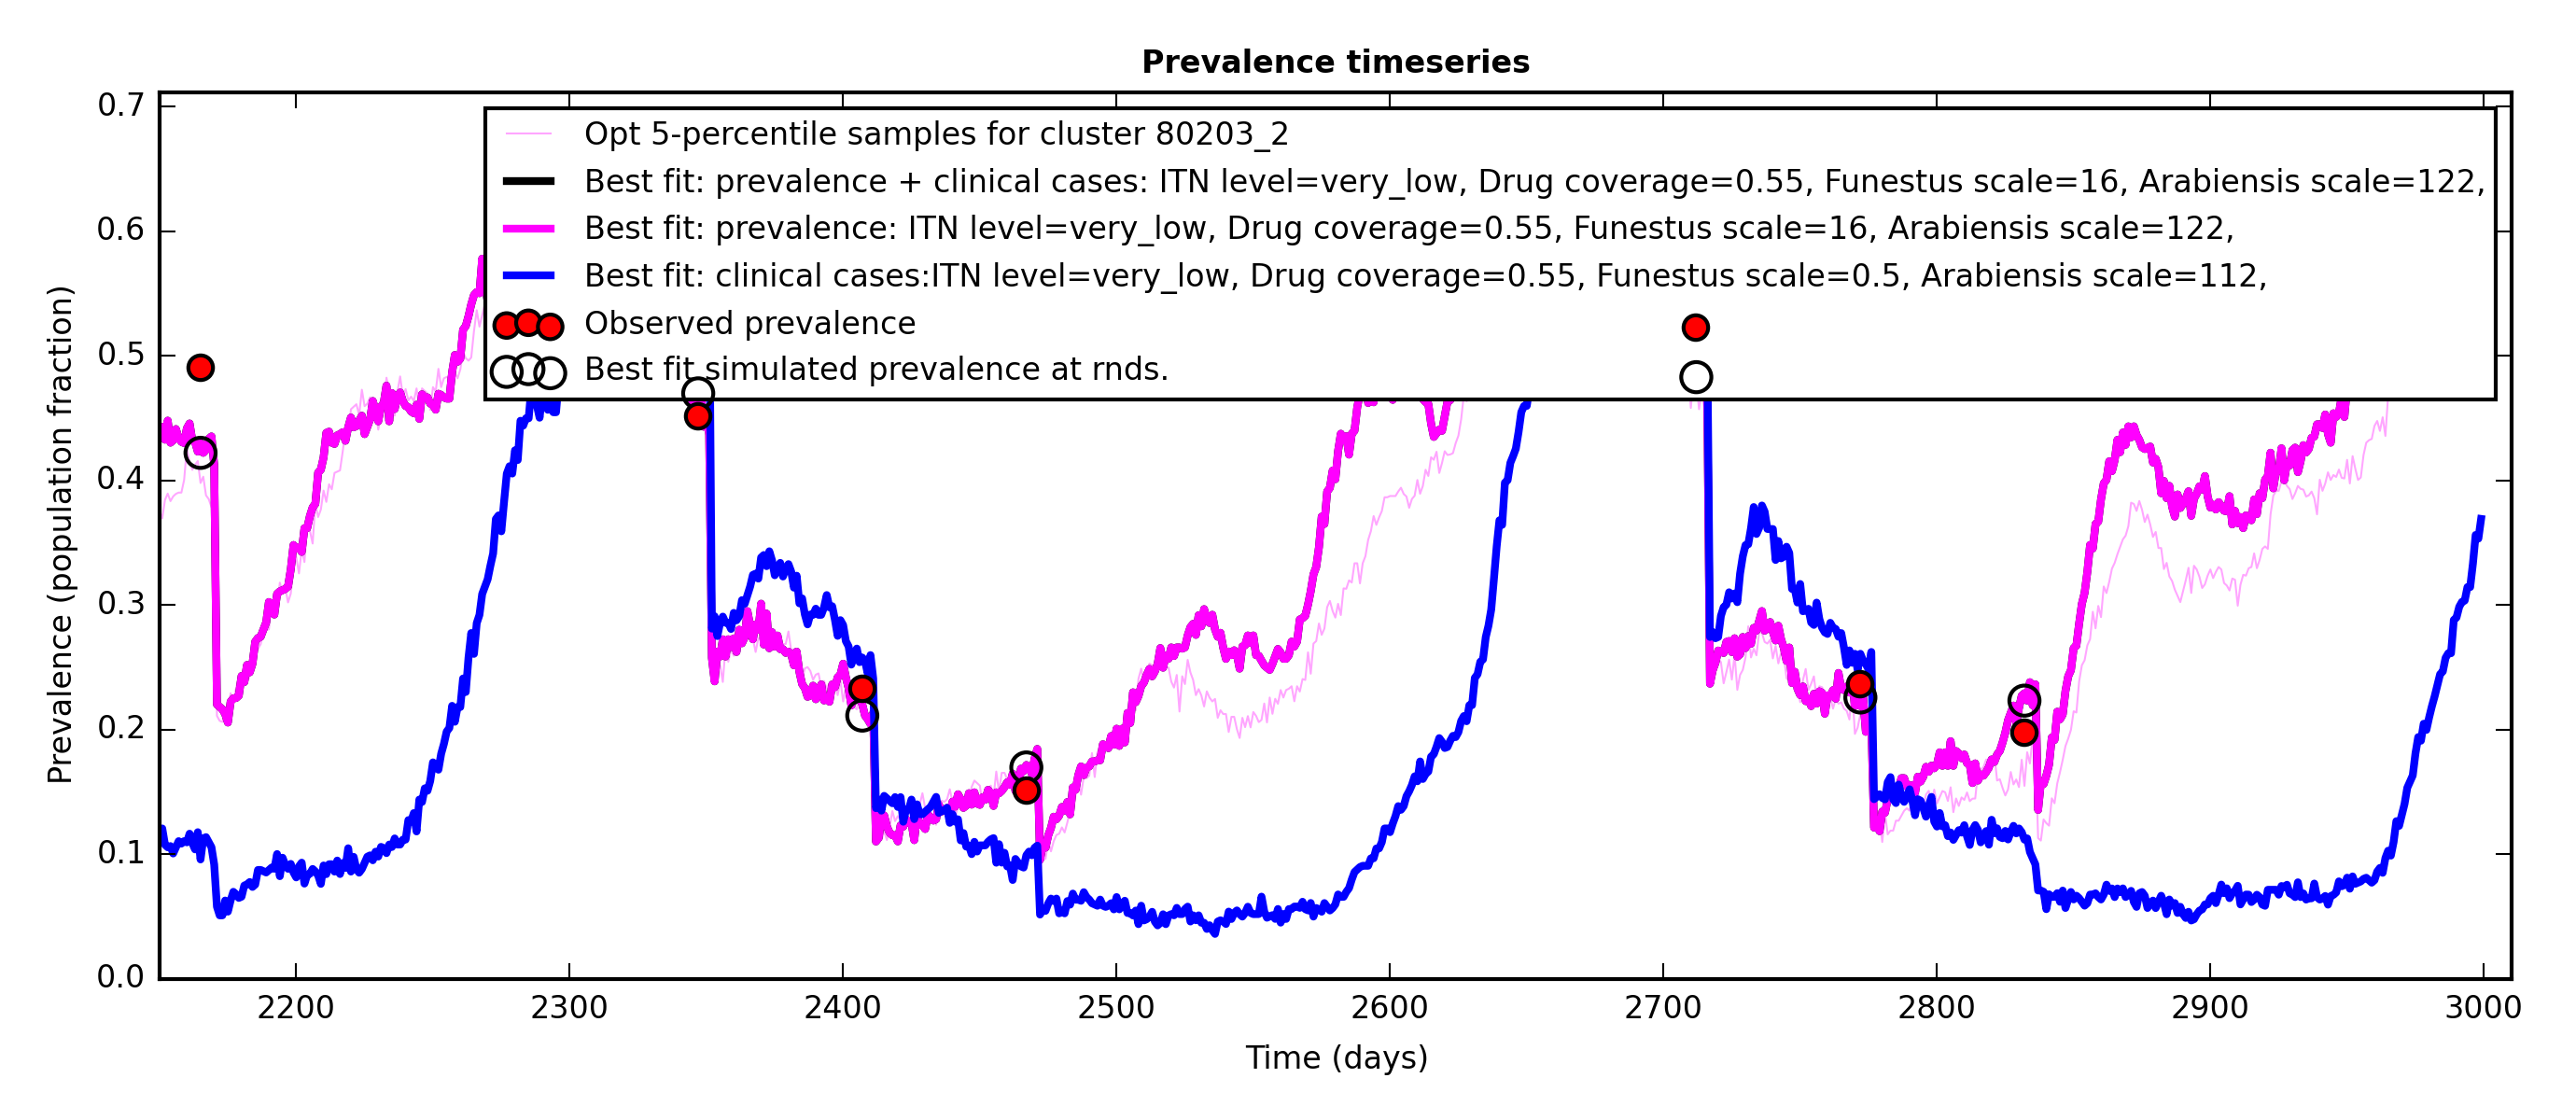 Prevalence timeseries
Opt 5-percentile samples for cluster 80203_2
Best fit: prevalence + clinical cases: ITN level=very_low, Drug coverage=0.55, Funestus scale=16, Arabiensis scale=122,
Best fit: prevalence: ITN level=very_low, Drug coverage=0.55, Funestus scale=16, Arabiensis scale=122,
Best fit: clinical cases:ITN level=very_low, Drug coverage=0.55, Funestus scale=0.5, Arabiensis scale=112,
Observed prevalence
Best fit simulated prevalence at rnds.
Prevalence (population fraction)
0.7
0.6
0.5
0.4
0.3
0.2
0.1
0.0
2200 2300 2400 2500 2600 2700 2800 2900 3000
Time (days)